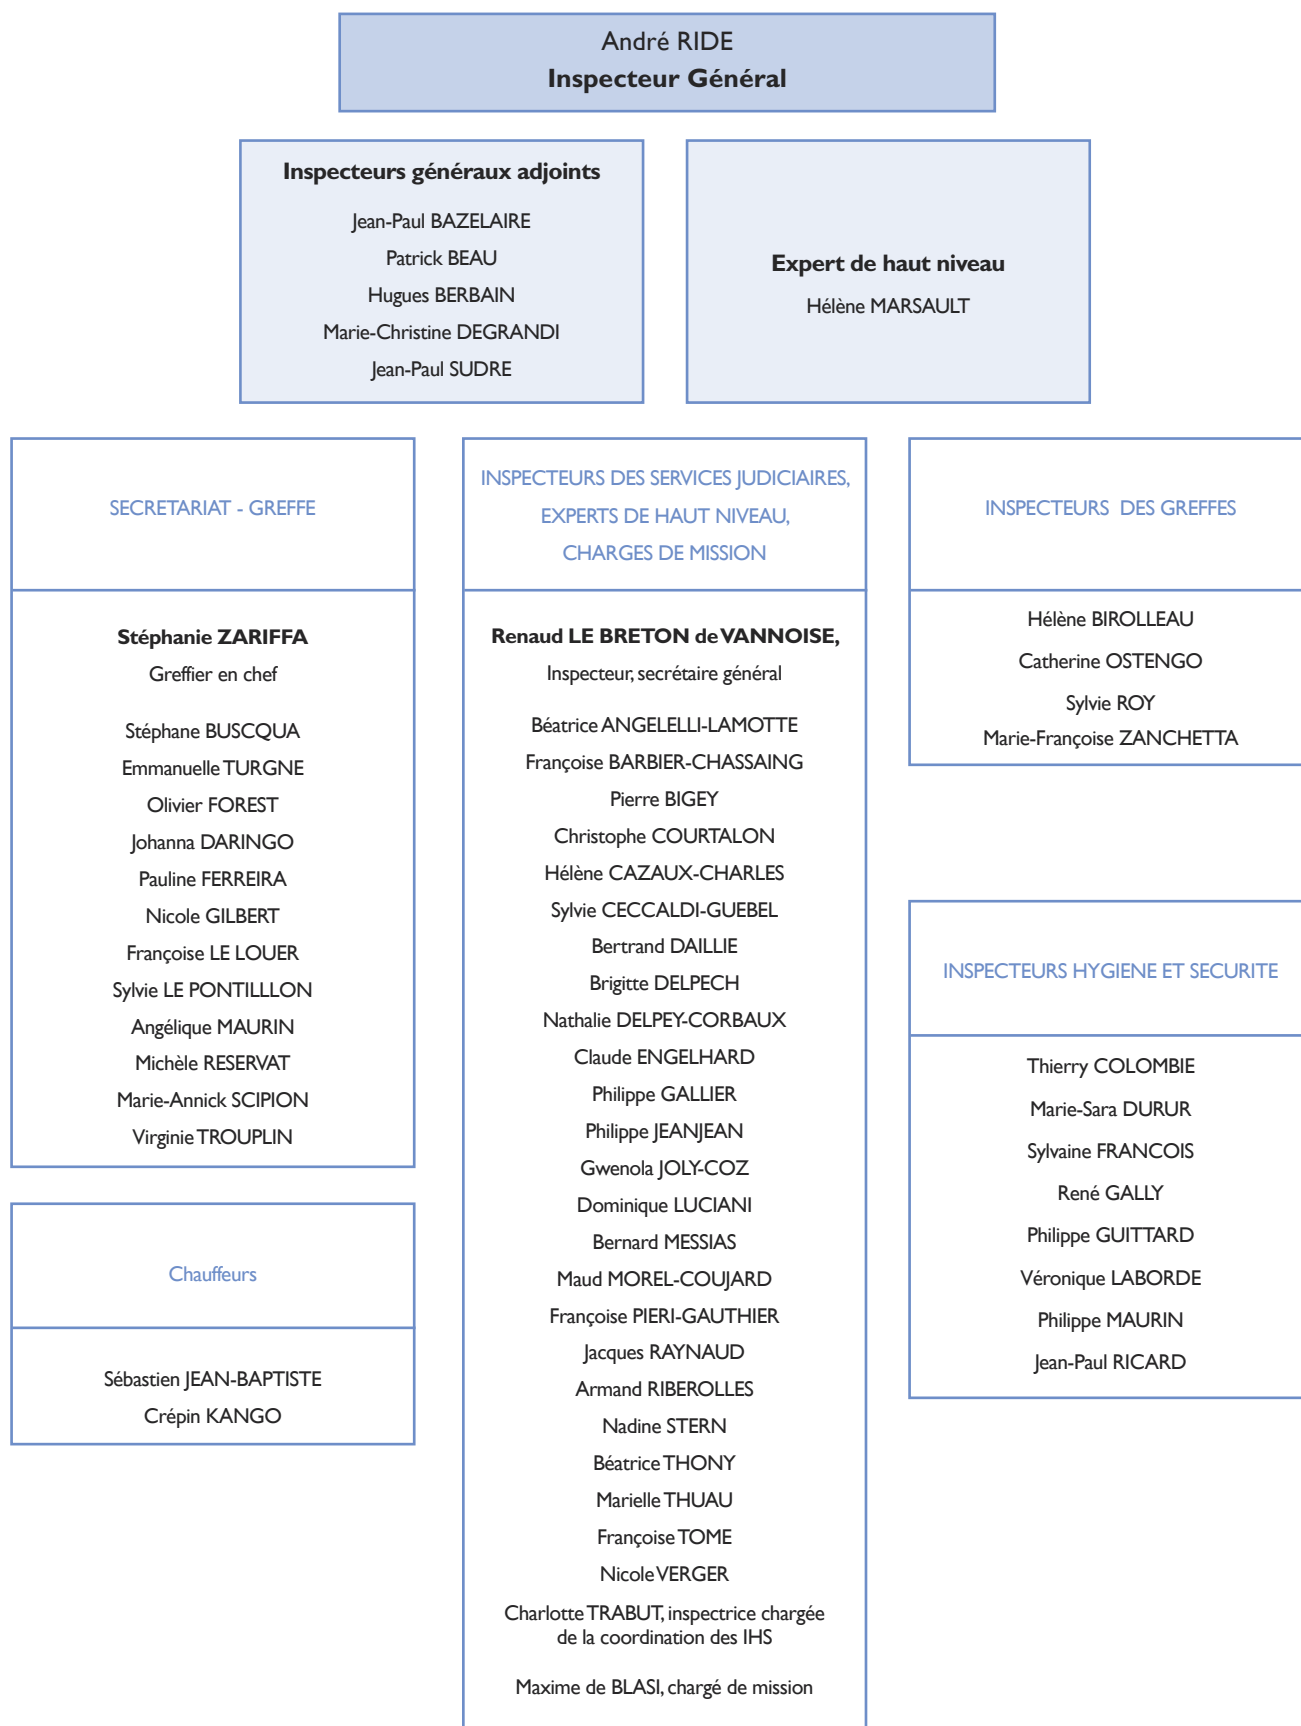 André RIDE
Inspecteur Général
Inspecteurs généraux adjoints
Jean-Paul BAZELAIRE
Patrick BEAU
Hugues BERBAIN
Marie-Christine DEGRANDI
Jean-Paul SUDRE
Expert de haut niveau
Hélène MARSAULT
SECRETARIAT - GREFFE
Stéphanie ZARIFFA
Greffier en chef
Stéphane BUSCQUA
Emmanuelle TURGNE
Olivier FOREST
Johanna DARINGO
Pauline FERREIRA
Nicole GILBERT
Françoise LE LOUER
Sylvie LE PONTILLLON
Angélique MAURIN
Michèle RESERVAT
Marie-Annick SCIPION
Virginie TROUPLIN
Chauffeurs
Sébastien JEAN-BAPTISTE
Crépin KANGO
INSPECTEURS DES SERVICES JUDICIAIRES,
EXPERTS DE HAUT NIVEAU,
CHARGES DE MISSION
Renaud LE BRETON de VANNOISE,
Inspecteur, secrétaire général
Béatrice ANGELELLI-LAMOTTE
Françoise BARBIER-CHASSAING
Pierre BIGEY
Christophe COURTALON
Hélène CAZAUX-CHARLES
Sylvie CECCALDI-GUEBEL
Bertrand DAILLIE
Brigitte DELPECH
Nathalie DELPEY-CORBAUX
Claude ENGELHARD
Philippe GALLIER
Philippe JEANJEAN
Gwenola JOLY-COZ
Dominique LUCIANI
Bernard MESSIAS
Maud MOREL-COUJARD
Françoise PIERI-GAUTHIER
Jacques RAYNAUD
Armand RIBEROLLES
Nadine STERN
Béatrice THONY
Marielle THUAU
Françoise TOME
Nicole VERGER
Charlotte TRABUT, inspectrice chargée
de la coordination des IHS
Maxime de BLASI, chargé de mission
INSPECTEURS DES GREFFES
Hélène BIROLLEAU
Catherine OSTENGO
Sylvie ROY
Marie-Françoise ZANCHETTA
INSPECTEURS HYGIENE ET SECURITE
Thierry COLOMBIE
Marie-Sara DURUR
Sylvaine FRANCOIS
René GALLY
Philippe GUITTARD
Véronique LABORDE
Philippe MAURIN
Jean-Paul RICARD